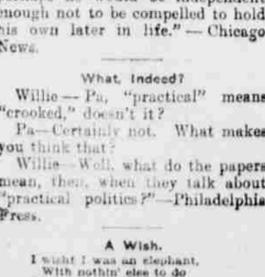 enough not to be compelled to hold
his own later in life."—Chicago
News.
What, Indeed?
Willie—Pa, "practical" means
"crooked," doesn't it?
Pa—Certainly not. What makes
you think that?
Willie—Well, what do the papers
mean, then, when they talk about
"practical politics?"—Philadelphia
Press.
A Wish.
I wisht I was an elephant,
With nothin' else to do